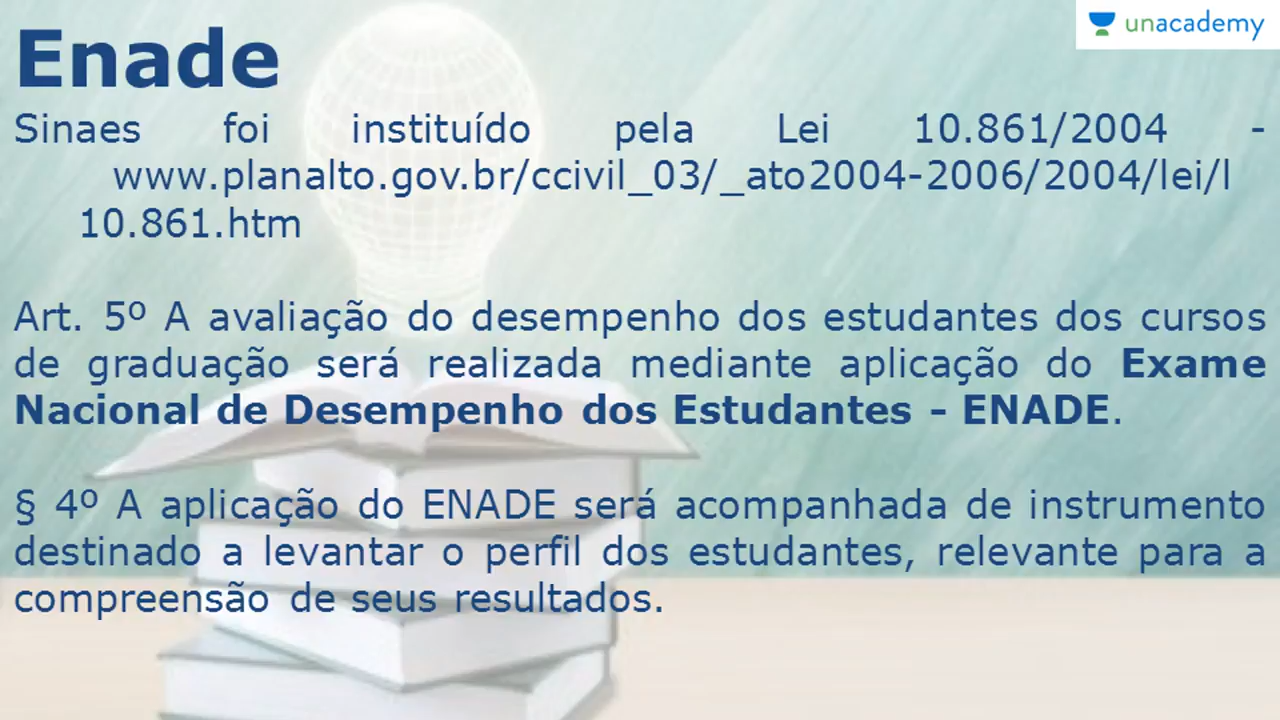 unacademy
Enade
Sinaes foi instituído pela Lei 10.861/2004 -
www.planalto.gov.br/ccivil_03/_ato2004-2006/2004/lei/l
10.861.htm
Art. 5º A avaliação do desempenho dos estudantes dos cursos
de graduação será realizada mediante aplicação do Exame
Nacional de Desempenho dos Estudantes - ENADE.
§ 4º A aplicação do ENADE será acompanhada de instrumento
destinado a levantar o perfil dos estudantes, relevante para a
compreensão de seus resultados.